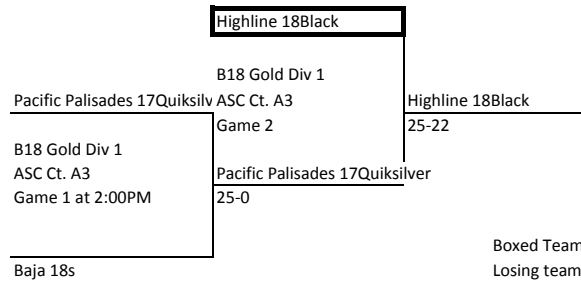 Highline 18Black
B18 Gold Div 1
Pacific Palisades 17Quiksilv ASC Ct. A3
Highline 18Black
Game 2
25-22
B18 Gold Div 1
ASC Ct. A3
Pacific Palisades 17Quiksilver
Game 1 at 2:00PM
25-0
Boxed Team
Baja 18s
Losing team